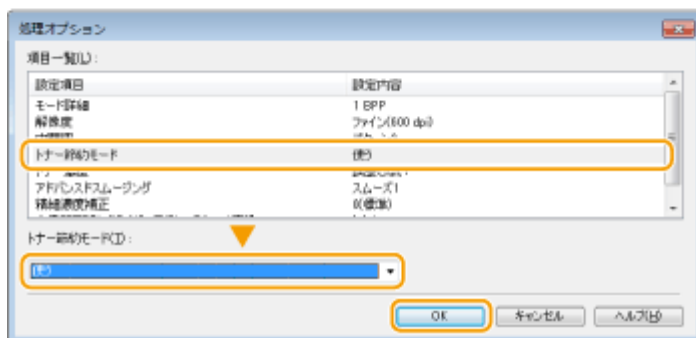 処理オプション
項目一覧(L):
設定項目 設定内容
モード詳細 1 BPP
解像度 ファイン(600 dpi)
トナー節約モード 使う
アドバンスドスムージング スムーズ1
精細濃度補正 0(標準)
トナー節約モード(I):
使う
OK キャンセル ヘルプ(H)